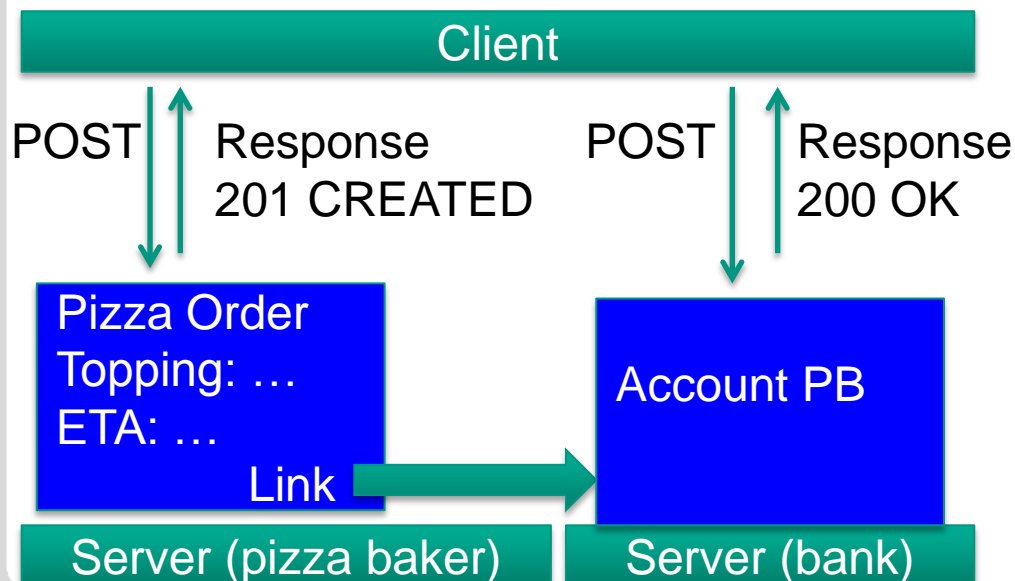 Client
POST
Response
201 CREATED
POST
Response
200 OK
Pizza Order
Topping: …
ETA: …
Link
Account PB
Server (pizza baker)
Server (bank)